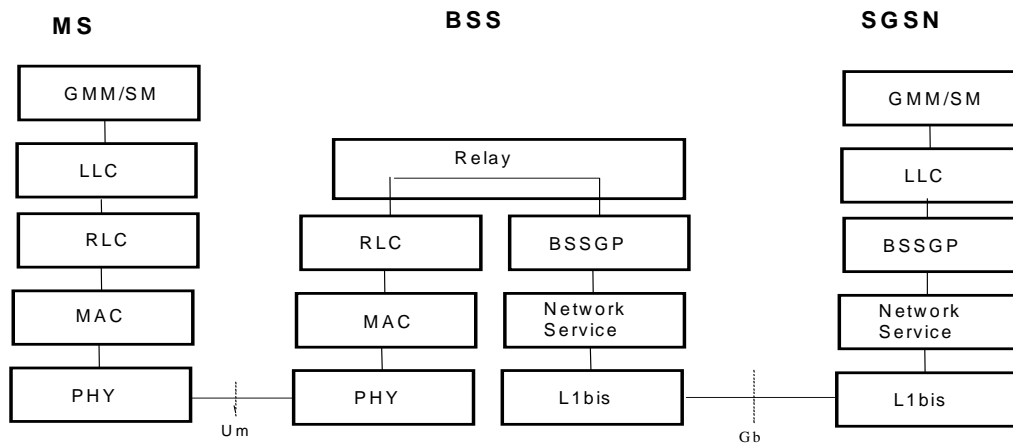 MS
BSS
SGSN
GMM/SM
LLC
RLC
MAC
PHY
Um
Relay
RLC
MAC
PHY
BSSGP
Network
Service
L1bis
Gb
GMM/SM
LLC
BSSGP
Network
Service
L1bis